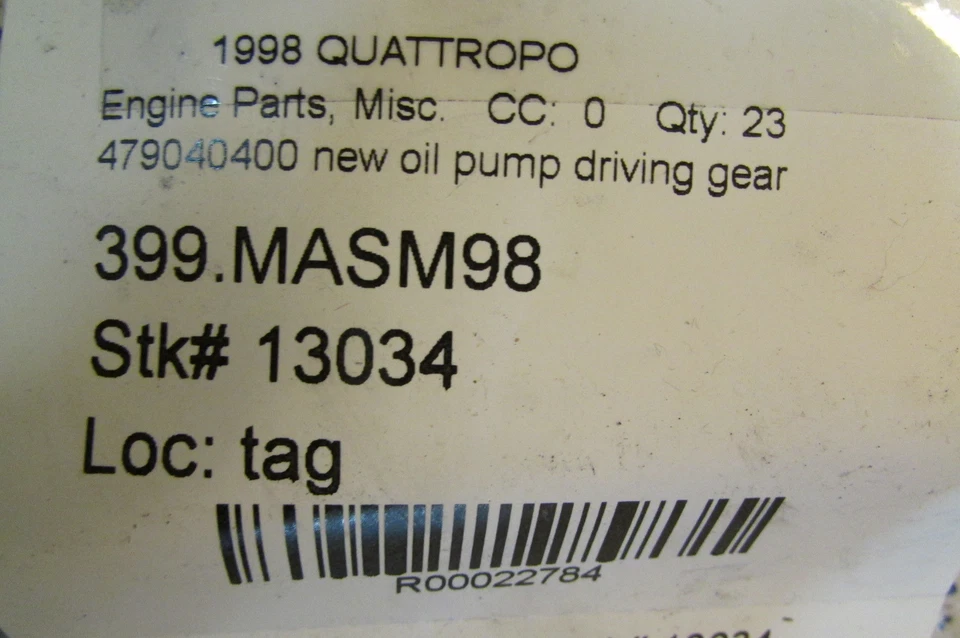 1998 QUATTROPO
Engine Parts, Misc. CC: 0 Qty: 23
479040400 new oil pump driving gear
399.MASM98
Stk# 13034
Loc: tag
R00022784